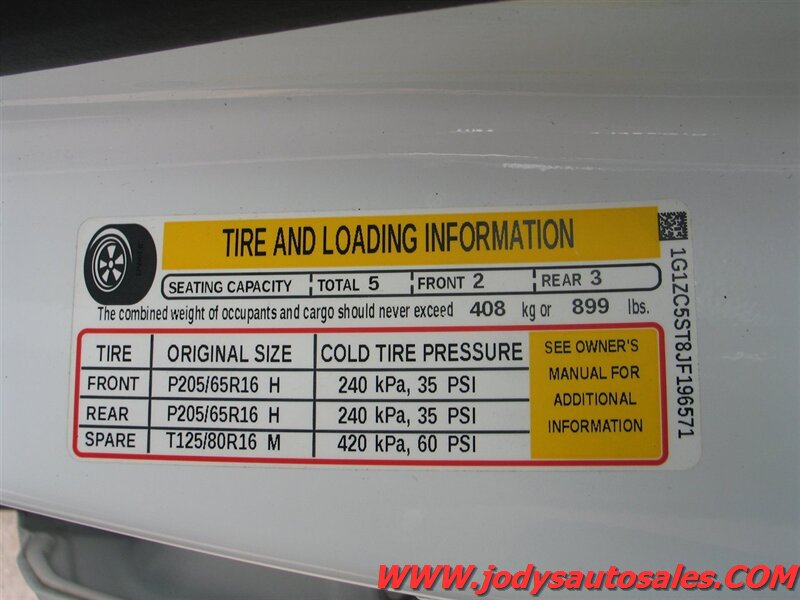 TIRE AND LOADING INFORMATION
SEATING CAPACITY TOTAL 5 FRONT 2 REAR 3
The combined weight of occupants and cargo should never exceed 408 kg or 899 lbs.
TIRE ORIGINAL SIZE COLD TIRE PRESSURE
FRONT P205/65R16 H 240 kPa, 35 PSI
REAR P205/65R16 H 240 kPa, 35 PSI
SPARE T125/80R16 M 420 kPa, 60 PSI
SEE OWNER'S
MANUAL FOR
ADDITIONAL
INFORMATION
1G1ZC5ST8JF196571
www.jodysautosales.com